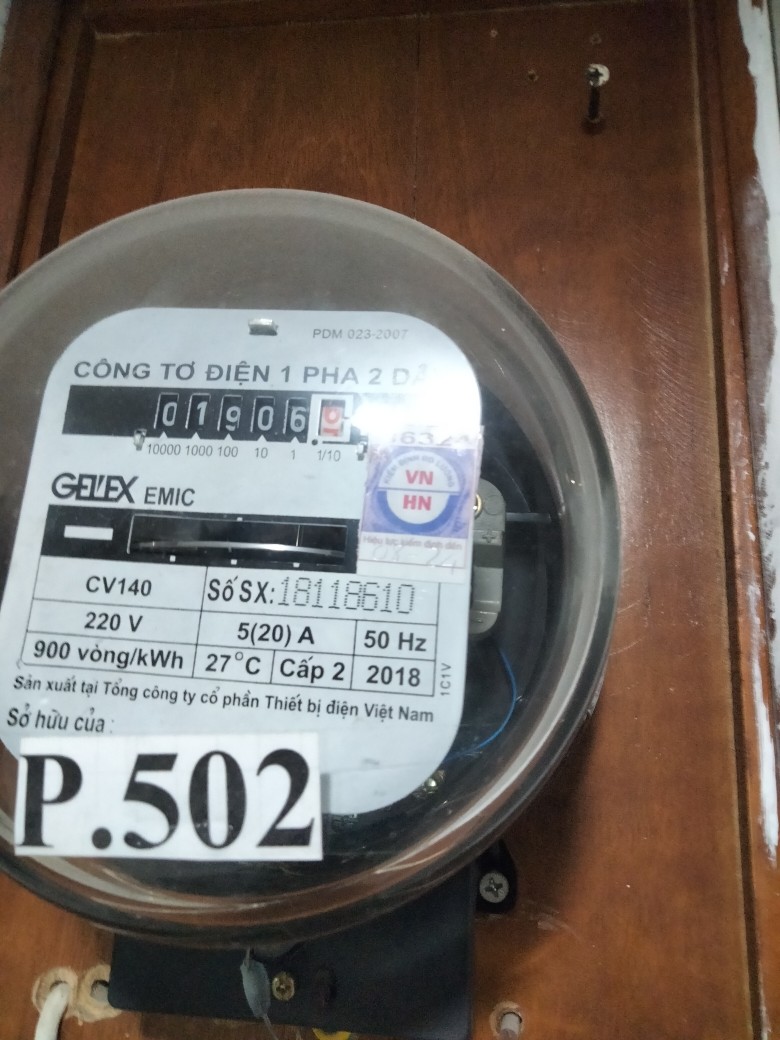 PDM 023-2007
CÔNG TƠ ĐIỆN 1 PHA 2
01906
10000 1000 100 10 1 1/10
GELEX EMIC
VN
HN
CV140
Số SX: 18118610
220 V
5(20) A
50 Hz
900 vòng/kWh
27°C
Cấp 2
2018
1C1V
Sản xuất tại Tổng công ty cổ phần Thiết bị điện Việt Nam
Sở hữu của:
P.502